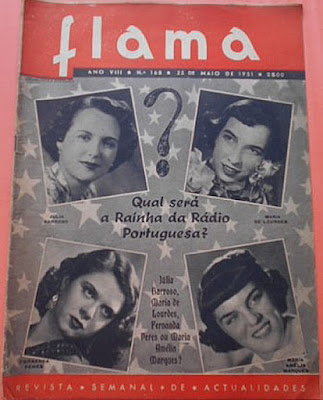 flama
ANO VIII • N.º 168 • 25 DE MAIO DE 1951 • 2$00
?
JÚLIA
BARROSO
MARIA
DE LOURDES
Qual será
a Raínha da Rádio
Portuguesa?
Júlia
Barroso,
Maria de
Lourdes,
Fernanda
Peres ou Maria
Amélia
Marques?
FERNANDA
PERES
MARIA
AMÉLIA
MARQUES
REVISTA • SEMANAL • DE • ACTUALIDADES